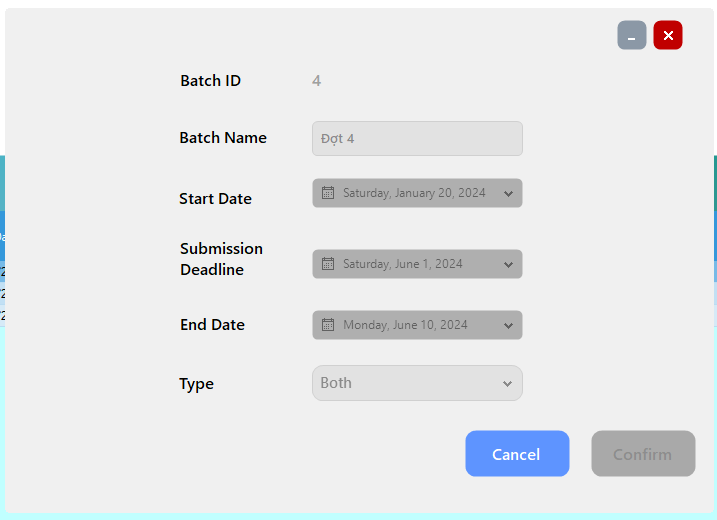 Batch ID 4
Batch Name Đợt 4
Start Date Saturday, January 20, 2024
Submission
Deadline Saturday, June 1, 2024
End Date Monday, June 10, 2024
Type Both
Cancel Confirm